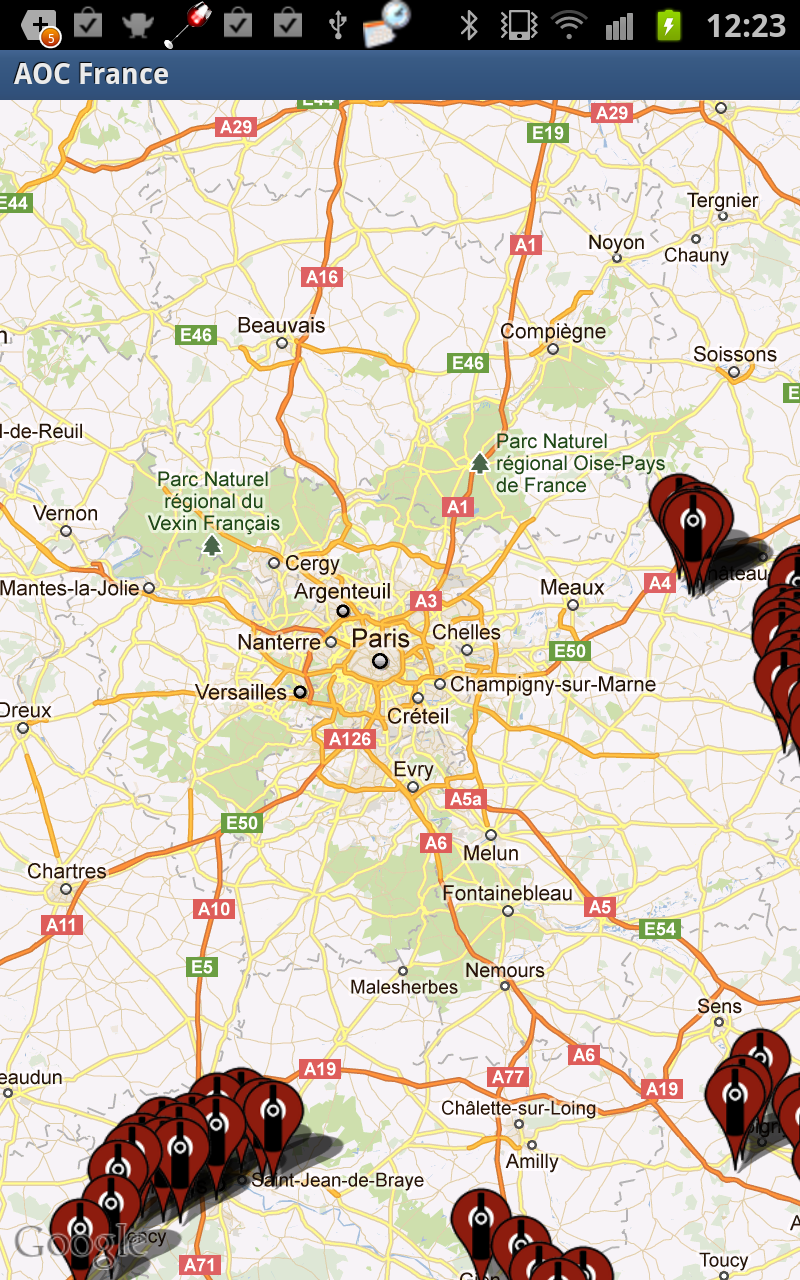 5
12:23
AOC France
E44
A29
A29
E19
E44
Tergnier
A1
Noyon
Chauny
A16
Beauvais
E46
Compiègne
E46
Soissons
E
l-de-Reuil
Parc Naturel
régional Oise-Pays
de France
Parc Naturel
régional du
Vexin Français
A1
Vernon
Cergy
A4
Mantes-la-Jolie
Argenteuil
Meaux
A3
Nanterre
Paris
Chelles
E50
Versailles
Champigny-sur-Marne
Dreux
Créteil
A126
Evry
A5a
E50
A6
Melun
Chartres
Fontainebleau
A10
A5
A11
E54
E5
Nemours
Malesherbes
Sens
A6
A19
A77
eaudun
A19
Châlette-sur-Loing
Amilly
Saint-Jean-de-Braye
Google
A71
Toucy